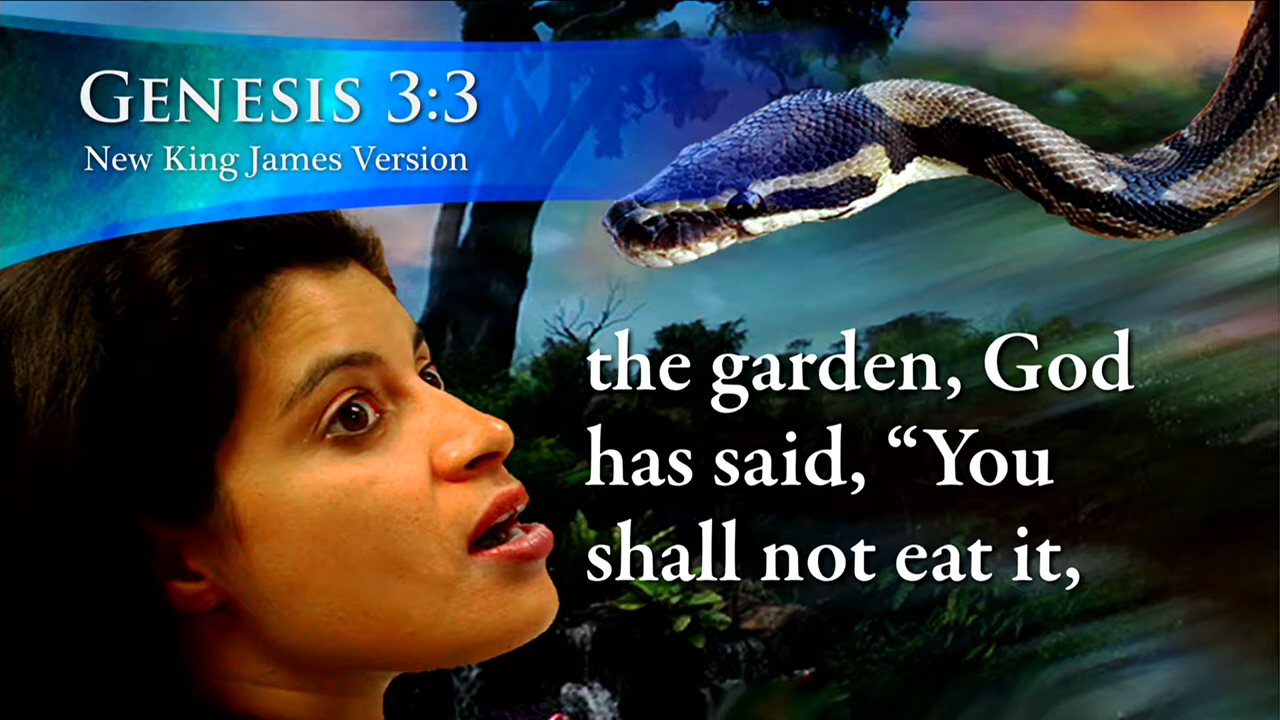 Genesis 3:3
New King James Version
the garden, God
has said, “You
shall not eat it,